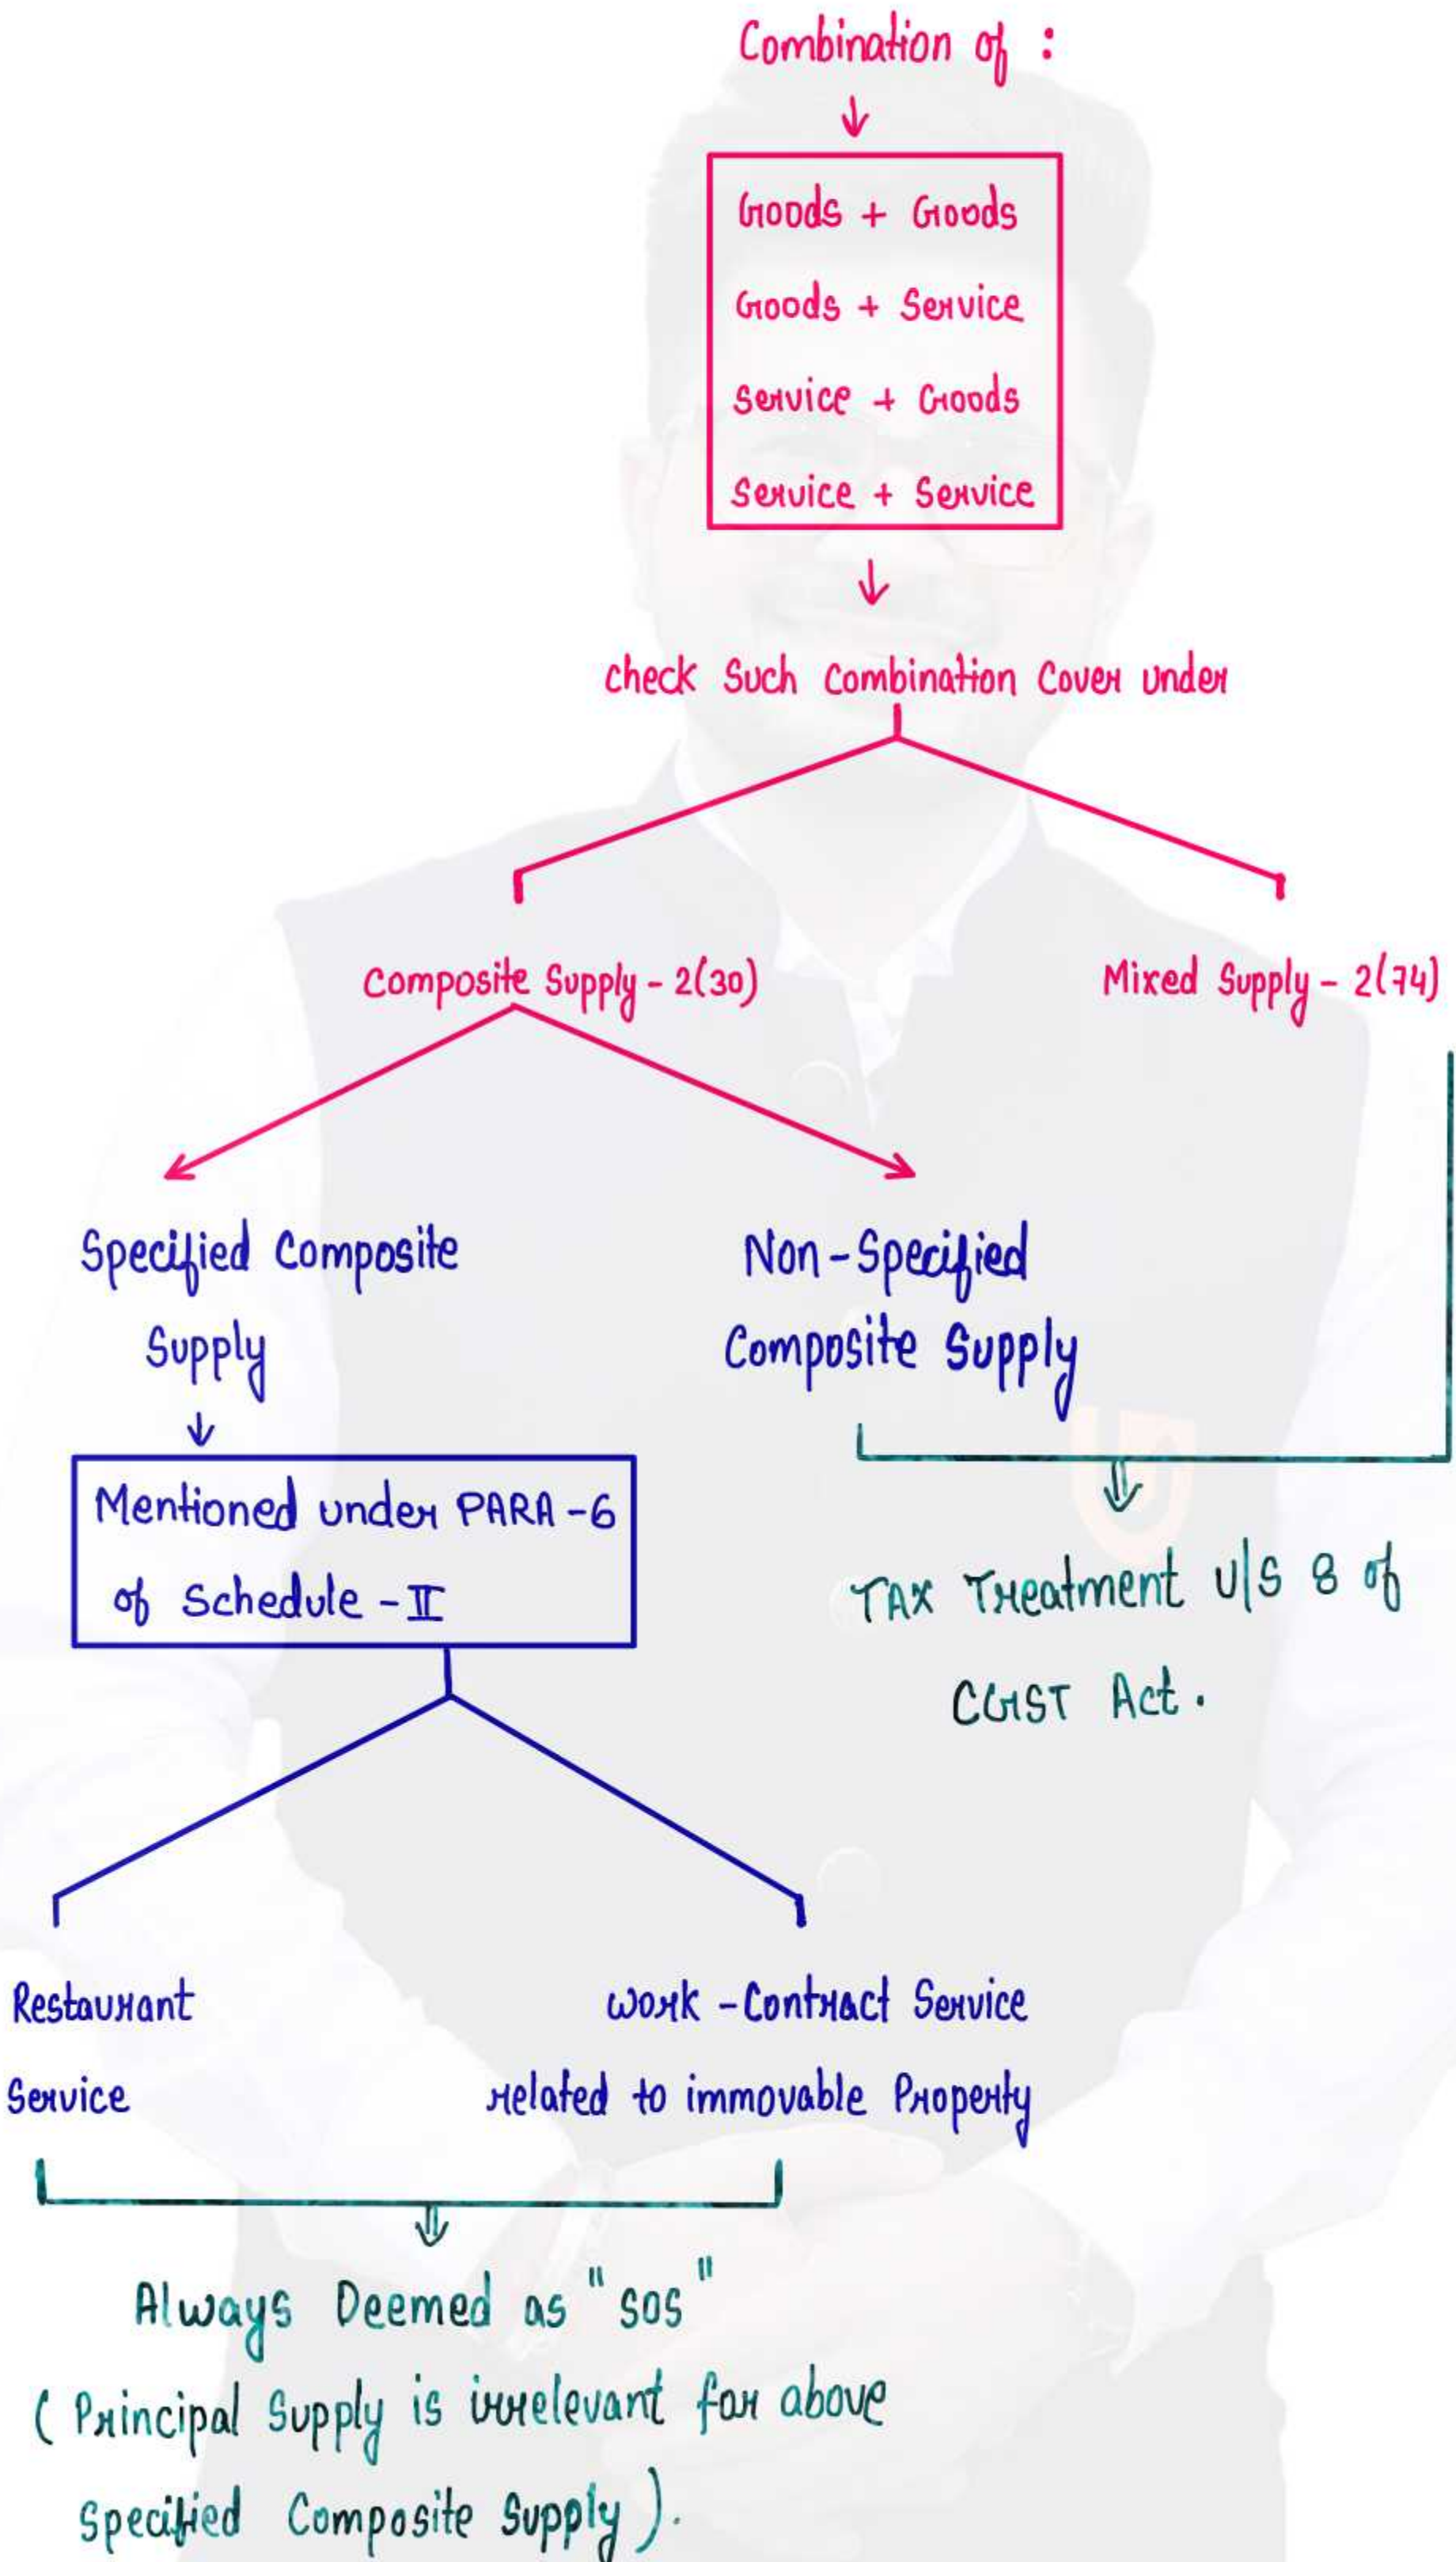 Combination of :
Goods + Goods
Goods + Service
Service + Goods
Service + Service
check Such Combination Cover under
Composite Supply - 2(30)
Mixed Supply - 2(74)
Specified Composite
Supply
Non-Specified
Composite Supply
Mentioned under PARA-6
of Schedule-II
TAX Treatment u/s 8 of
CGST Act.
Restaurant
Service
work-Contract Service
related to immovable Property
Always Deemed as "SOS"
(Principal Supply is irrelevant for above
Specified Composite Supply).